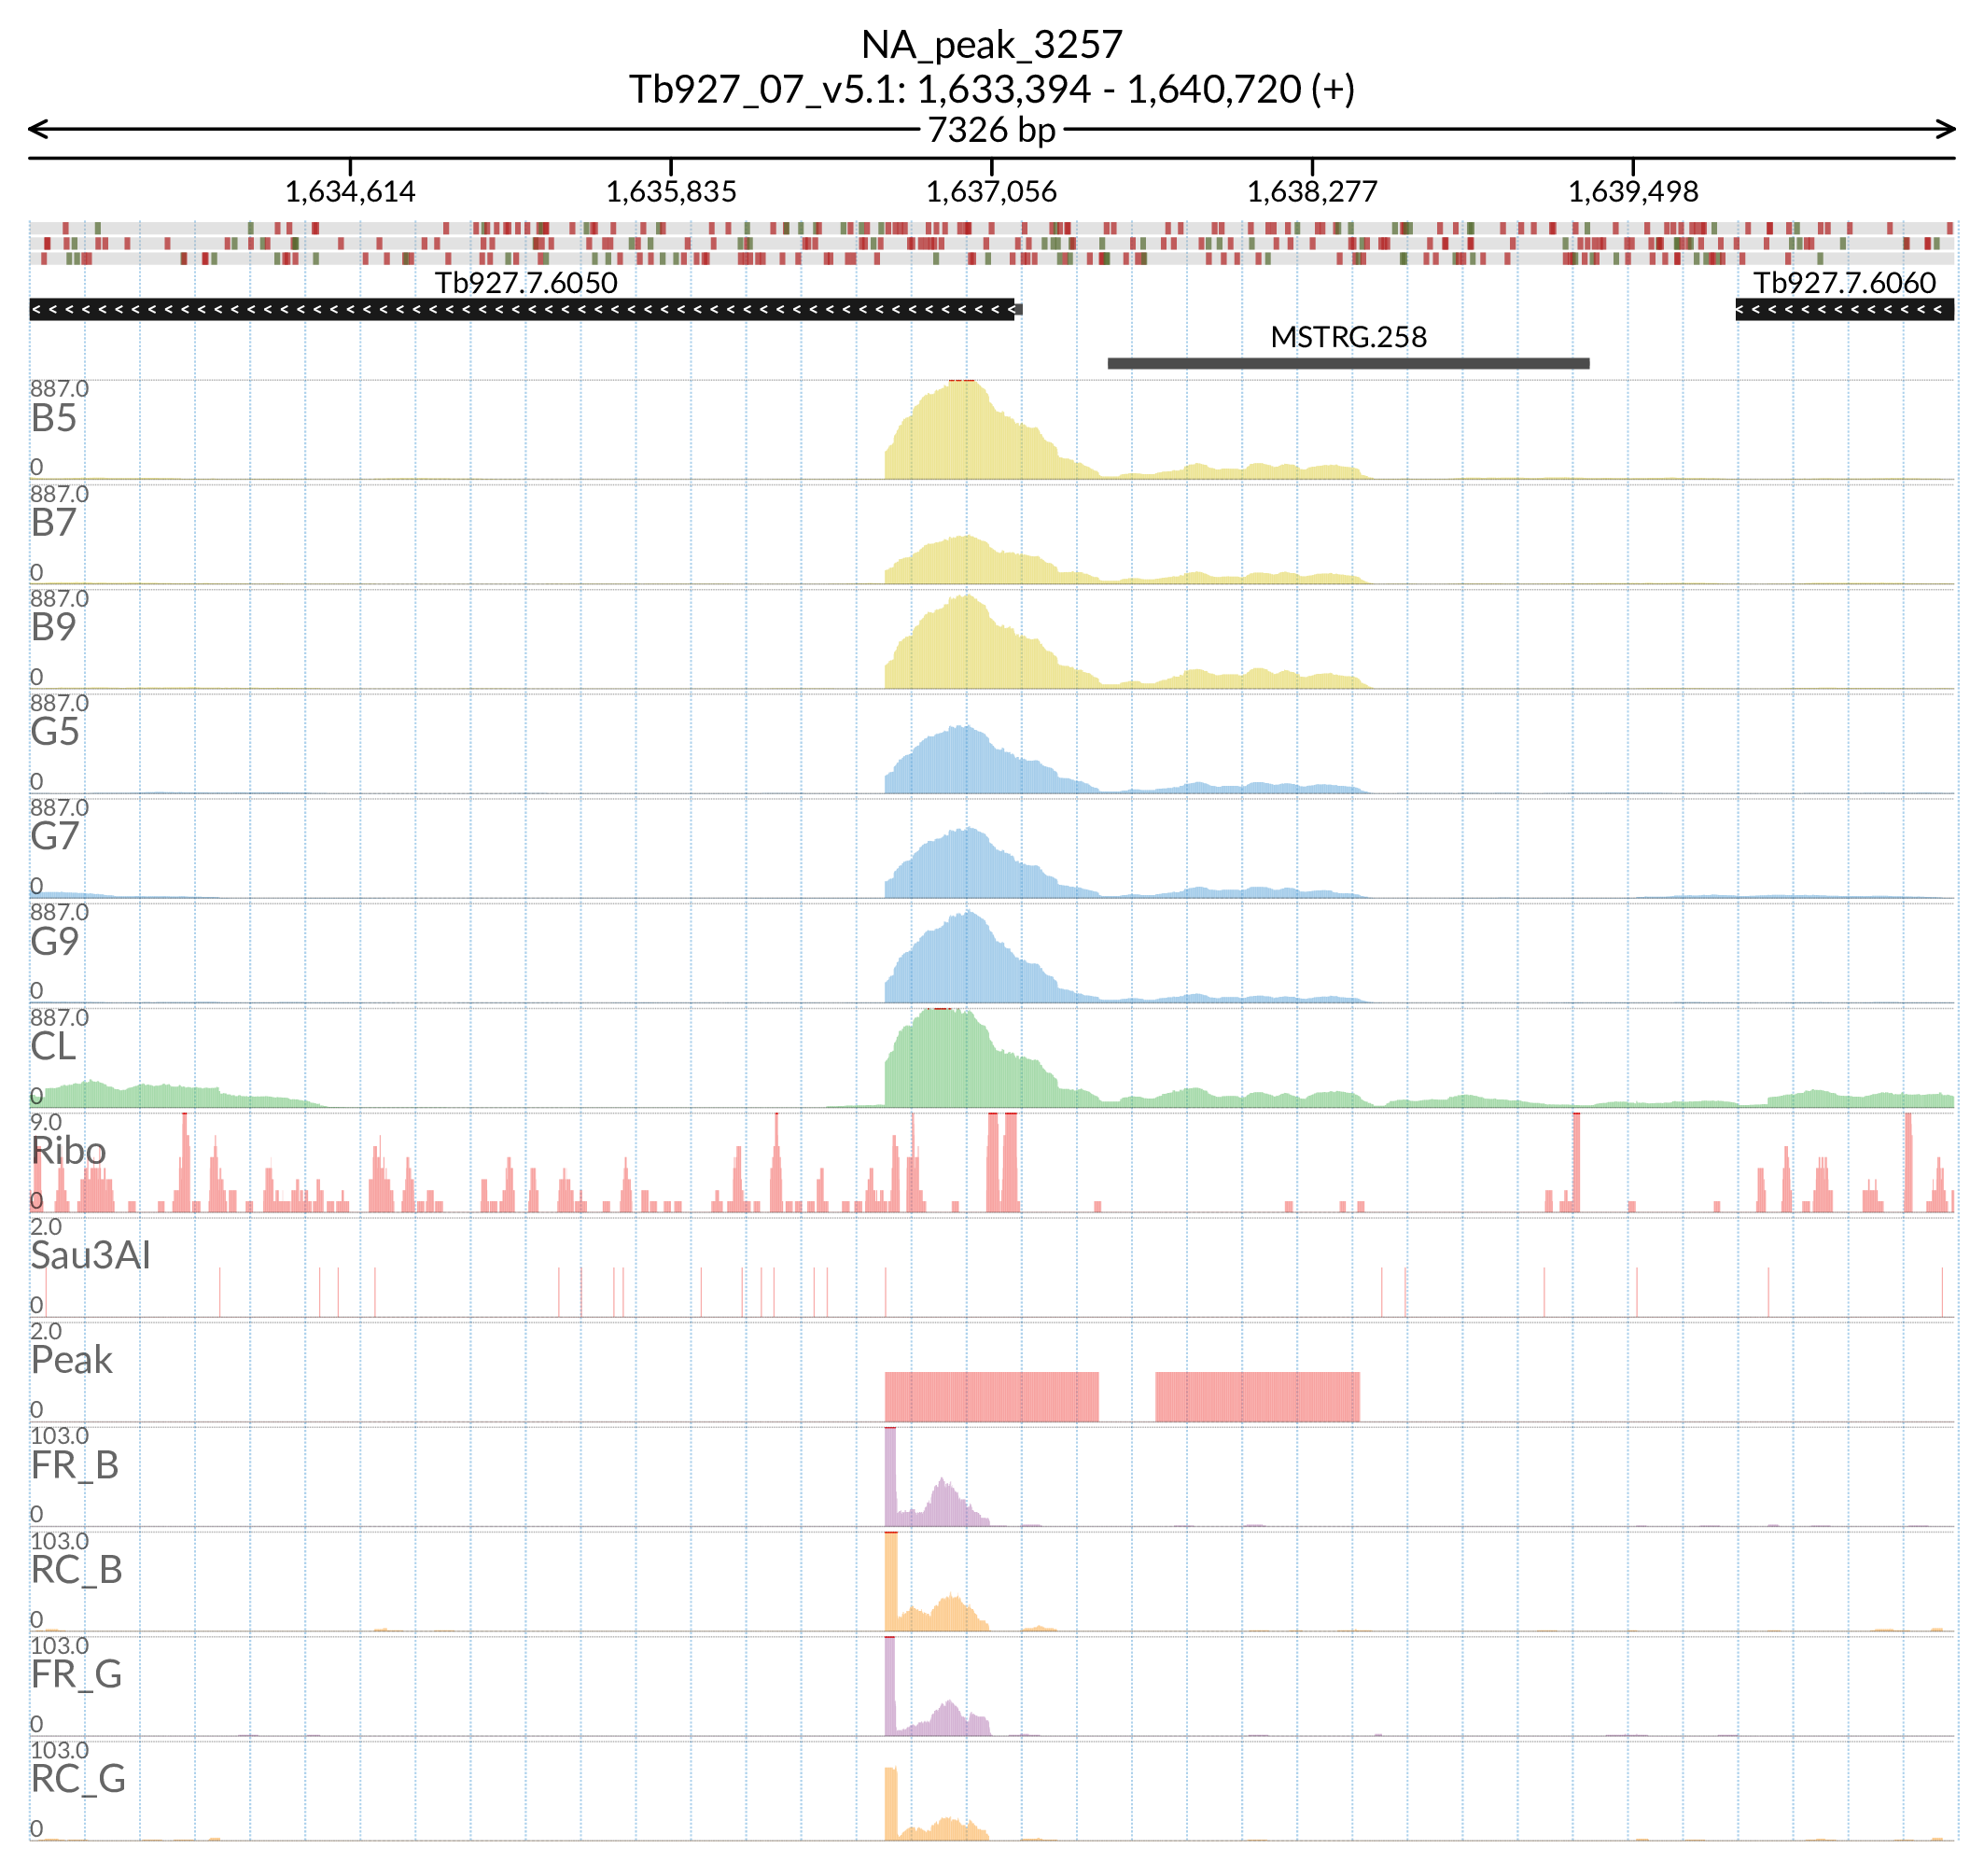 NA_peak_3257
Tb927_07_v5.1: 1,633,394 - 1,640,720 (+)
7326 bp
1,634,614 1,635,835 1,637,056 1,638,277 1,639,498
Tb927.7.6050 Tb927.7.6060
MSTRG.258
887.0
B5
0
887.0
B7
0
887.0
B9
0
887.0
G5
0
887.0
G7
0
887.0
G9
0
887.0
CL
0
9.0
Ribo
0
2.0
Sau3AI
0
2.0
Peak
0
103.0
FR_B
0
103.0
RC_B
0
103.0
FR_G
0
103.0
RC_G
0